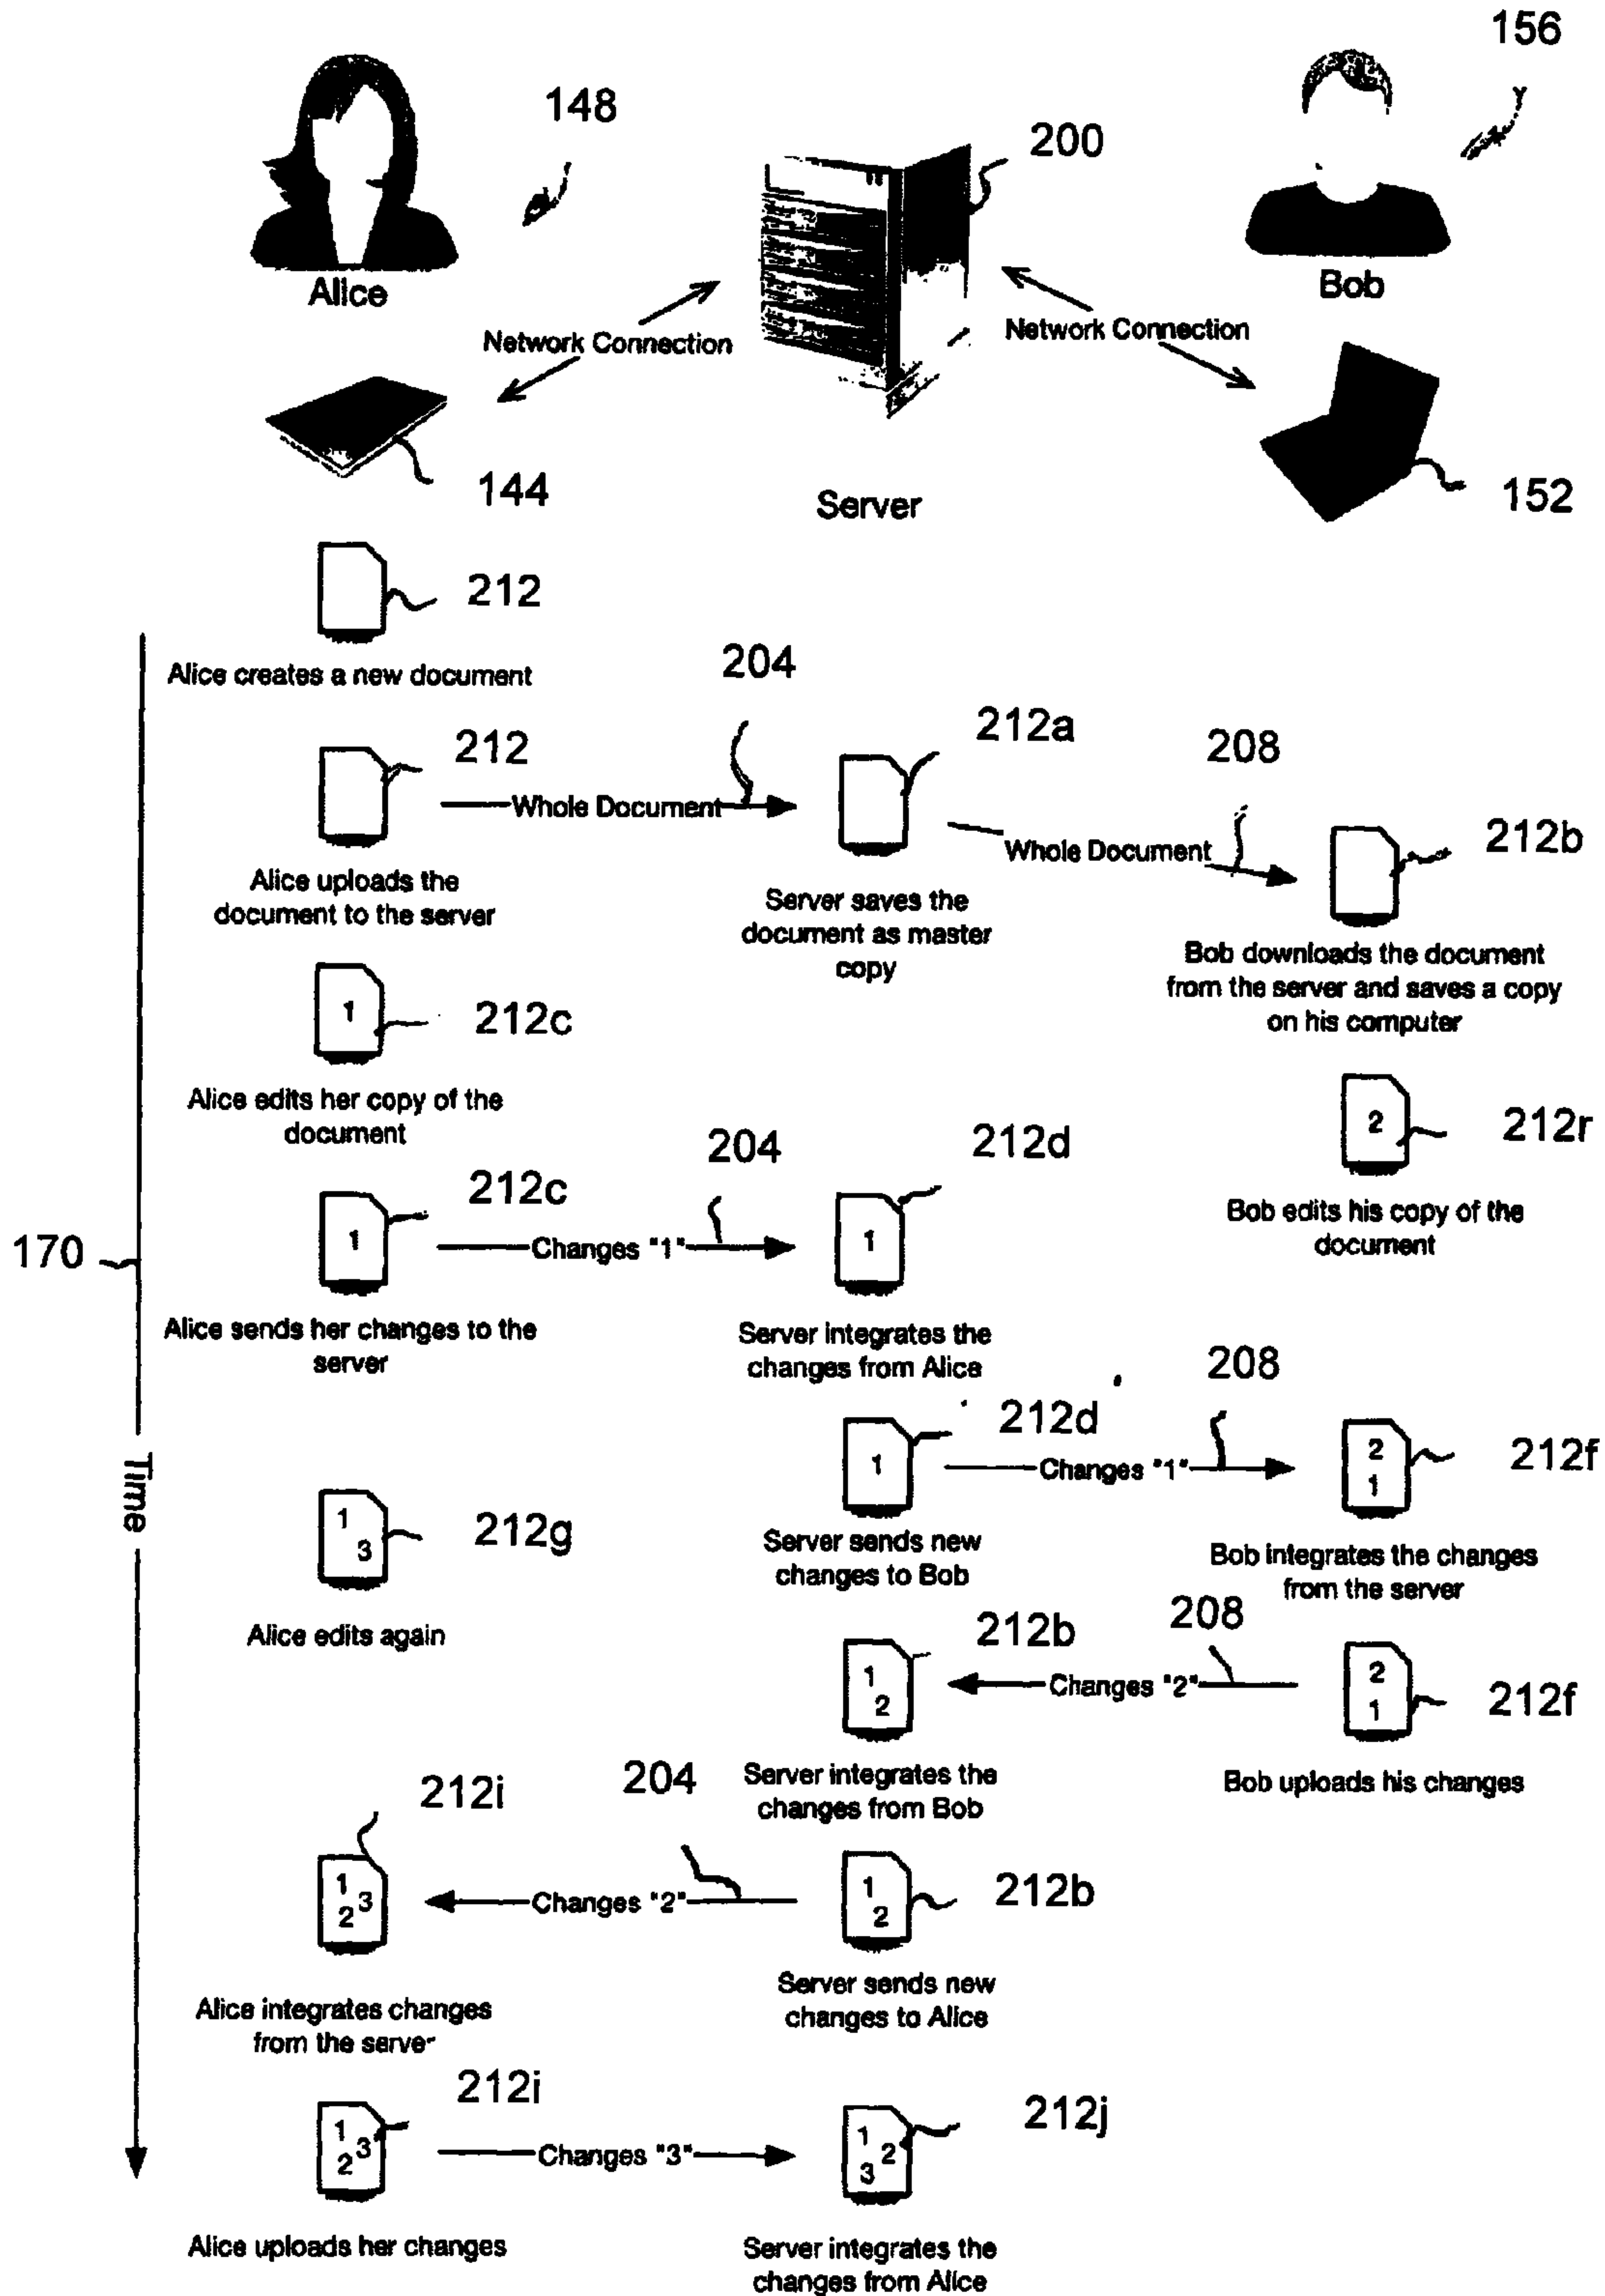 156
148
200
Alice
Bob
Network Connection
Network Connection
144
Server
152
212
Alice creates a new document
204
212
212a
208
Whole Document
Whole Document
212b
Alice uploads the
document to the server
Server saves the
document as master
copy
Bob downloads the document
from the server and saves a copy
on his computer
1
212c
Alice edits her copy of the
document
2
212r
Bob edits his copy of the
document
204
212d
212c
1
Changes "1"
1
170
Alice sends her changes to the
server
Server integrates the
changes from Alice
208
212d
1
Changes "1"
2
1
212f
Time
Server sends new
changes to Bob
Bob integrates the changes
from the server
1
3
212g
Alice edits again
212b
208
1
2
Changes "2"
2
1
212f
Server integrates the
changes from Bob
Bob uploads his changes
212i
204
1
3
2
Changes "2"
1
2
212b
Alice integrates changes
from the server
Server sends new
changes to Alice
212i
212j
1
3
2
Changes "3"
1
2
3
Alice uploads her changes
Server integrates the
changes from Alice